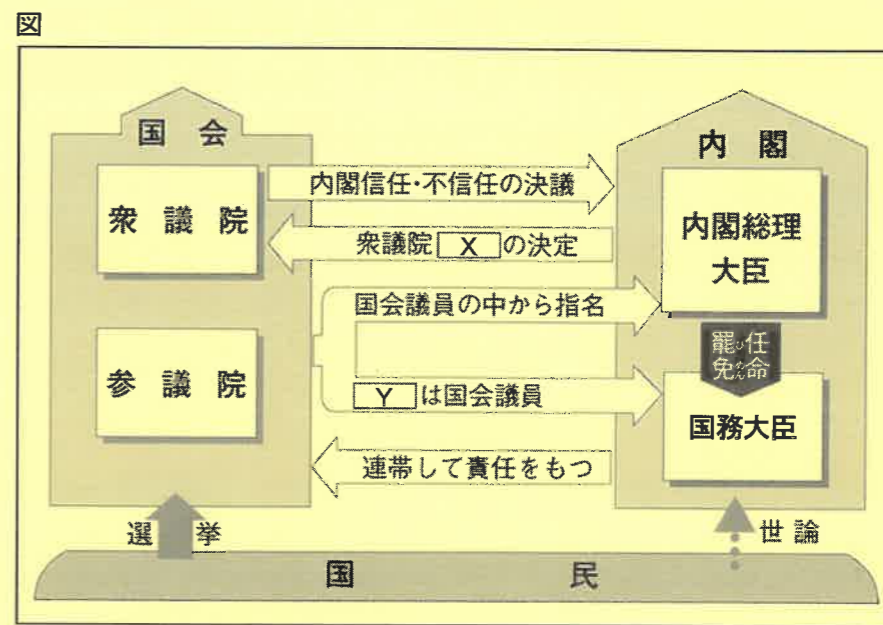 図
国会
内閣
衆議院
内閣信任・不信任の決議
衆議院 X の決定
内閣総理
大臣
国会議員の中から指名
罷ひ任
免めん命
参議院
Y は国会議員
国務大臣
連帯して責任をもつ
選挙
世論
国民